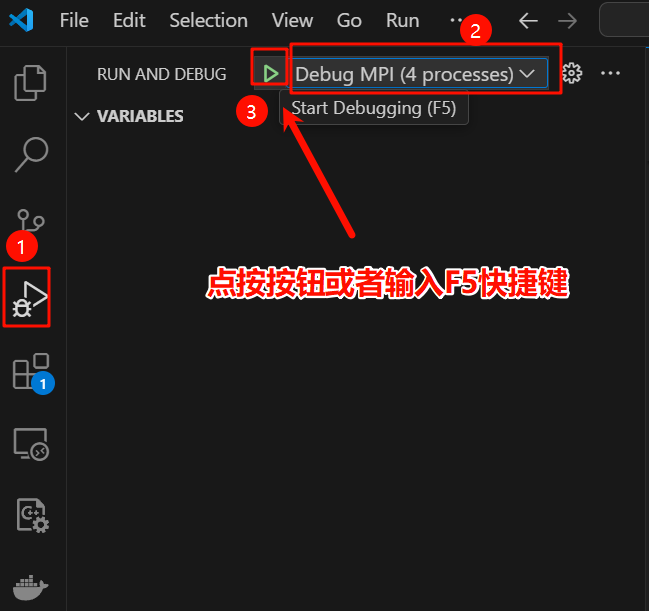 File Edit Selection View Go Run ··
2
RUN AND DEBUG Debug MPI (4 processes) ···
3 Start Debugging (F5)
VARIABLES
1
点按按钮或者输入F5快捷键
1
C++